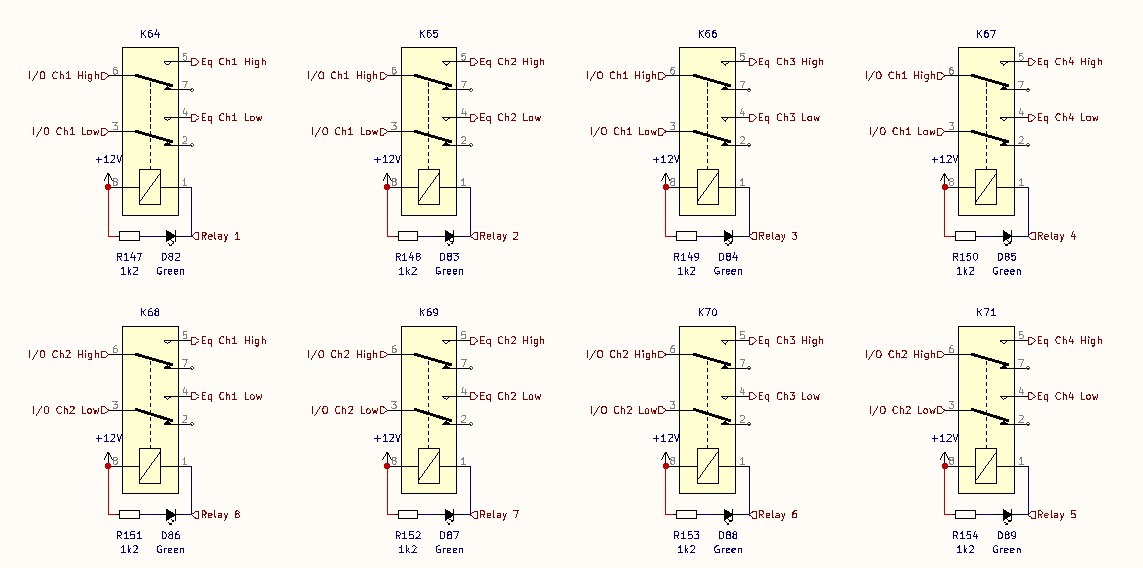 K64 K65 K66 K67
5 Eq Ch1 High 5 Eq Ch2 High 5 Eq Ch3 High 5 Eq Ch4 High
I/O Ch1 High 6 I/O Ch1 High 6 I/O Ch1 High 6 I/O Ch1 High 6
7 7 7 7
4 Eq Ch1 Low 4 Eq Ch2 Low 4 Eq Ch3 Low 4 Eq Ch4 Low
I/O Ch1 Low 3 I/O Ch1 Low 3 I/O Ch1 Low 3 I/O Ch1 Low 3
2 2 2 2
+12V +12V +12V +12V
8 1 8 1 8 1 8 1
Relay 1 Relay 2 Relay 3 Relay 4
R147 D82 R148 D83 R149 D84 R150 D85
1k2 Green 1k2 Green 1k2 Green 1k2 Green
K68 K69 K70 K71
5 Eq Ch1 High 5 Eq Ch2 High 5 Eq Ch3 High 5 Eq Ch4 High
I/O Ch2 High 6 I/O Ch2 High 6 I/O Ch2 High 6 I/O Ch2 High 6
7 7 7 7
4 Eq Ch1 Low 4 Eq Ch2 Low 4 Eq Ch3 Low 4 Eq Ch4 Low
I/O Ch2 Low 3 I/O Ch2 Low 3 I/O Ch2 Low 3 I/O Ch2 Low 3
2 2 2 2
+12V +12V +12V +12V
8 1 8 1 8 1 8 1
Relay 8 Relay 7 Relay 6 Relay 5
R151 D86 R152 D87 R153 D88 R154 D89
1k2 Green 1k2 Green 1k2 Green 1k2 Green